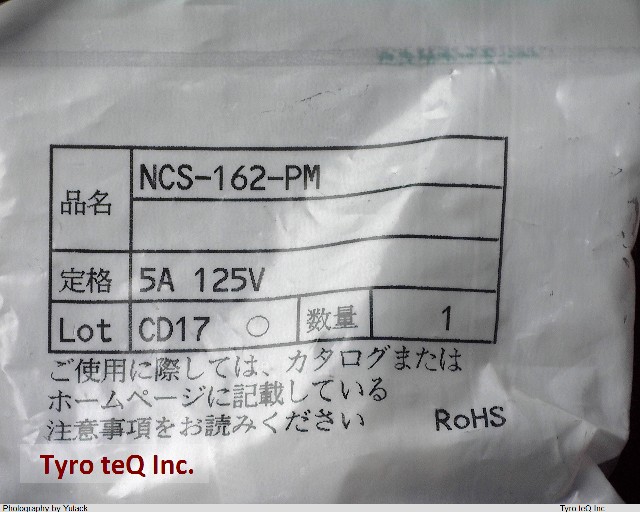 品名 NCS-162-PM
定格 5A 125V
Lot CD17 ○ 数量 1
ご使用に際しては、カタログまたは
ホームページに記載している
注意事項をお読みください RoHS
Tyro teQ Inc.
Photography by Yutack Tyro teQ Inc